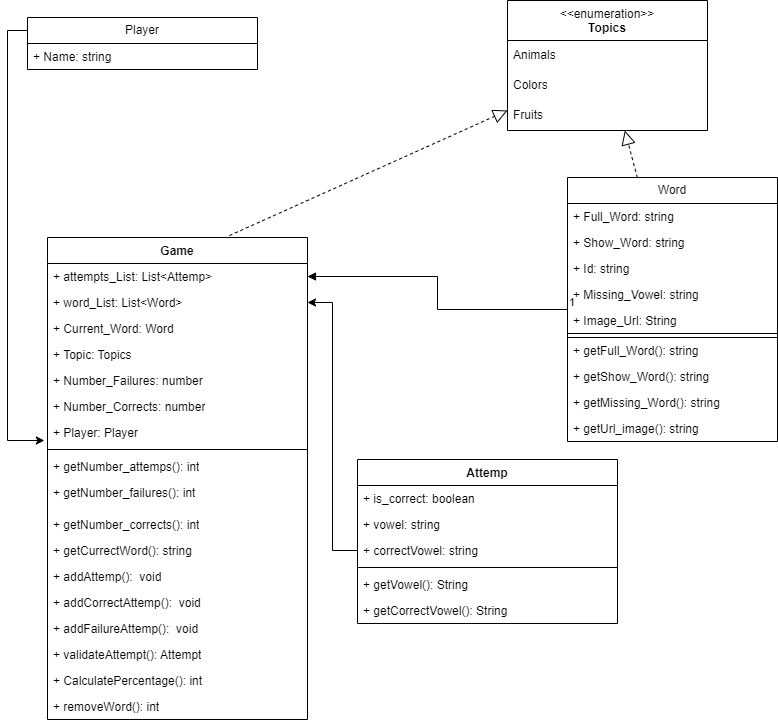 Player
+ Name: string
<<enumeration>>
Topics
Animals
Colors
Fruits
Word
+ Full_Word: string
+ Show_Word: string
+ Id: string
+ Missing_Vowel: string
1
+ Image_Url: String
+ getFull_Word(): string
+ getShow_Word(): string
+ getMissing_Word(): string
+ getUrl_image(): string
Game
+ attempts_List: List<Attemp>
+ word_List: List<Word>
+ Current_Word: Word
+ Topic: Topics
+ Number_Failures: number
+ Number_Corrects: number
+ Player: Player
+ getNumber_attemps(): int
+ getNumber_failures(): int
+ getNumber_corrects(): int
+ getCurrectWord(): string
+ addAttemp():  void
+ addCorrectAttemp():  void
+ addFailureAttemp():  void
+ validateAttempt(): Attempt
+ CalculatePercentage(): int
+ removeWord(): int
Attemp
+ is_correct: boolean
+ vowel: string
+ correctVowel: string
+ getVowel(): String
+ getCorrectVowel(): String